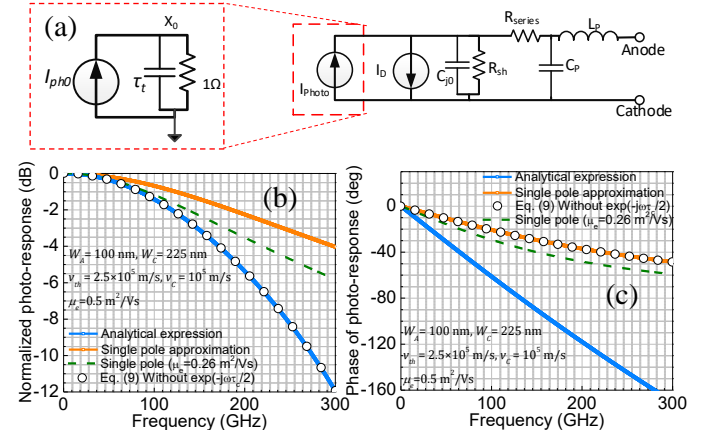 (a)
X₀
I_ph0
τ_t
1Ω
I_Photo
I_D
C_j0
R_sh
R_series
C_P
L_P
Anode
Cathode
(b)
Normalized photo-response (dB)
0
-2
-4
-6
-8
-10
-12
W_A = 100 nm, W_C = 225 nm
v_th = 2.5×10⁵ m/s, v_C = 10⁵ m/s
μ_e=0.5 m²/Vs
Analytical expression
Single pole approximation
Single pole (μ_e=0.26 m²/Vs)
Eq. (9) Without exp(-jωτ_/2)
0 100 200 300
Frequency (GHz)
(c)
Phase of photo-response (deg)
0
-40
-80
-120
-160
Analytical expression
Single pole approximation
Eq. (9) Without exp(-jωτ_/2)
Single pole (μ_e=0.26 m²/Vs)
W_A = 100 nm, W_C = 225 nm
v_th = 2.5×10⁵ m/s, v_C = 10⁵ m/s
μ_e=0.5 m²/Vs
0 100 200 300
Frequency (GHz)